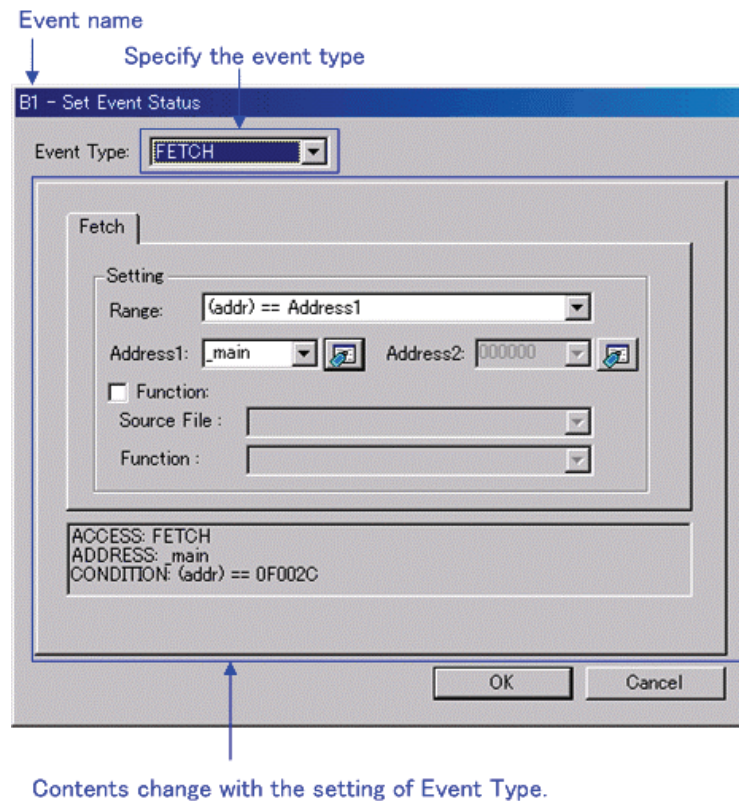 Event name
Specify the event type
B1 - Set Event Status
Event Type: FETCH
Fetch
Setting
Range: (addr) == Address1
Address1: _main Address2: 000000
Function:
Source File :
Function :
ACCESS: FETCH
ADDRESS: _main
CONDITION: (addr) == 0F002C
OK Cancel
Contents change with the setting of Event Type.